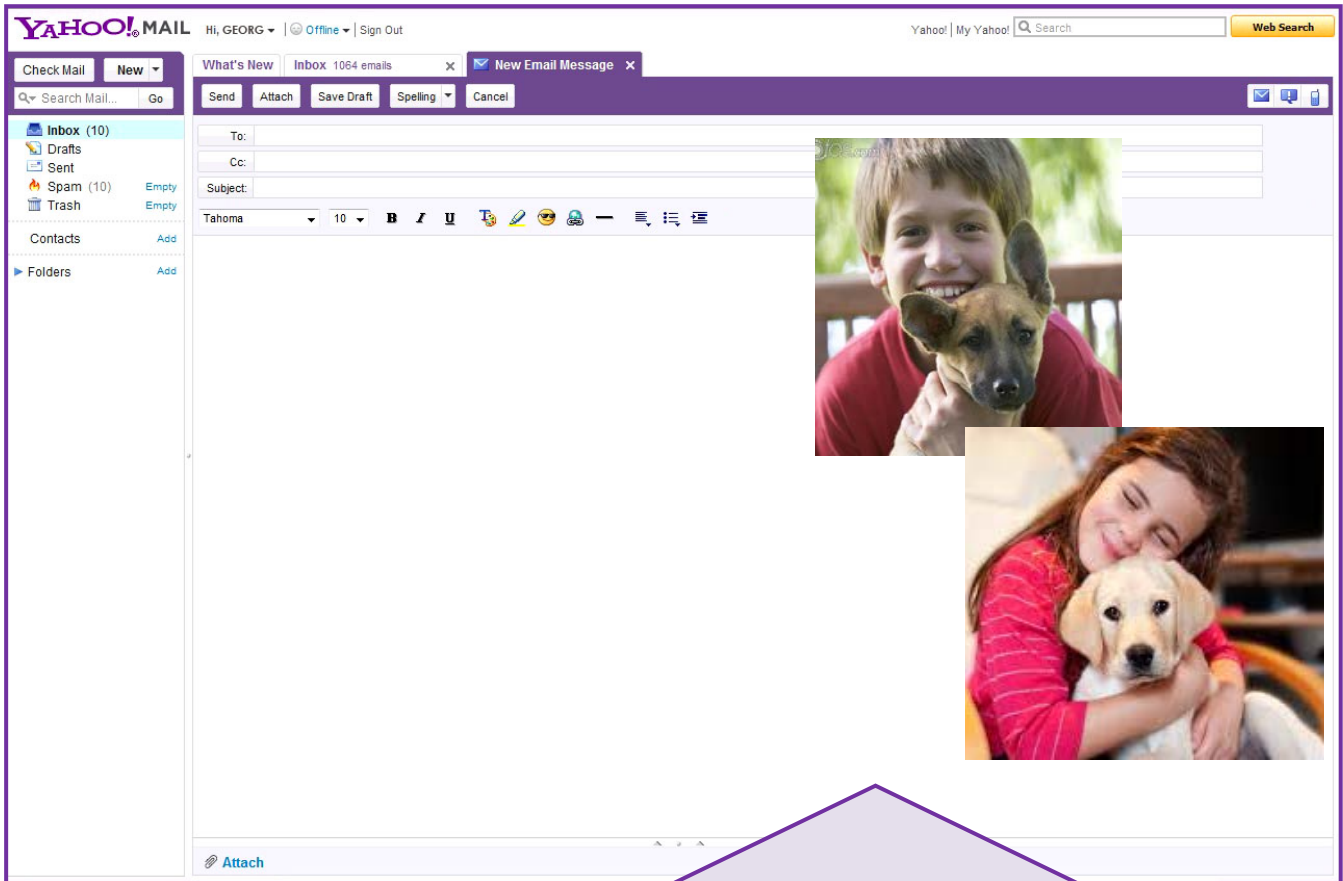 YAHOO! MAIL Hi, GEORG | Offline | Sign Out Yahoo! | My Yahoo! Search Web Search
Check Mail New
Search Mail... Go
What's New Inbox 1064 emails x New Email Message x
Send Attach Save Draft Spelling Cancel
Inbox (10)
Drafts
Sent
Spam (10) Empty
Trash Empty
Contacts Add
Folders Add
To:
Cc:
Subject:
Tahoma 10 B I U
Attach